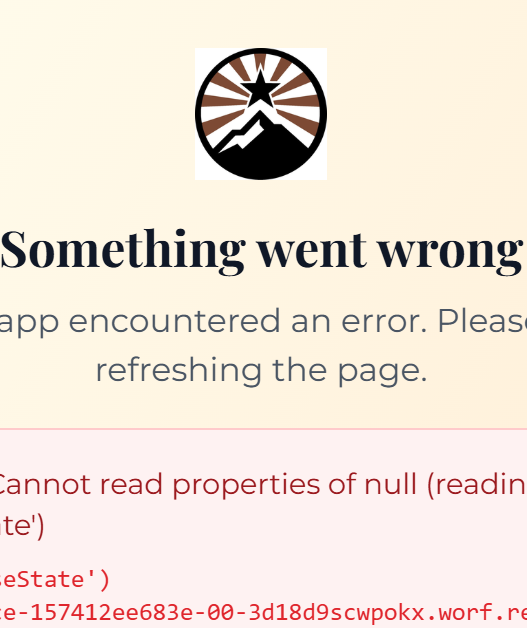 Something went wrong
app encountered an error. Please
refreshing the page.
Cannot read properties of null (readin
te')
eState')
e-157412ee683e-00-3d18d9scwpokx.worf.re